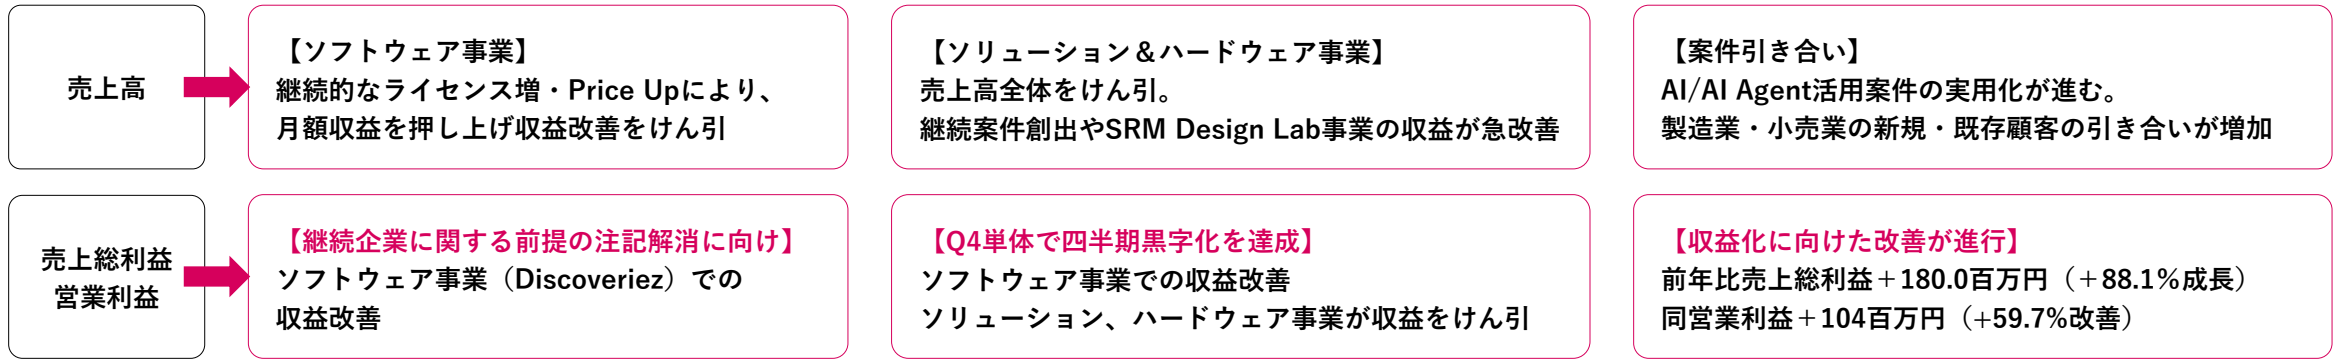 売上高
【ソフトウェア事業】
継続的なライセンス増・Price Upにより、
月額収益を押し上げ収益改善をけん引
【ソリューション＆ハードウェア事業】
売上高全体をけん引。
継続案件創出やSRM Design Lab事業の収益が急改善
【案件引き合い】
AI/AI Agent活用案件の実用化が進む。
製造業・小売業の新規・既存顧客の引き合いが増加
売上総利益
営業利益
【継続企業に関する前提の注記解消に向け】
ソフトウェア事業（Discoveriez）での
収益改善
【Q4単体で四半期黒字化を達成】
ソフトウェア事業での収益改善
ソリューション、ハードウェア事業が収益をけん引
【収益化に向けた改善が進行】
前年比売上総利益＋180.0百万円（＋88.1％成長）
同営業利益＋104百万円（+59.7%改善）